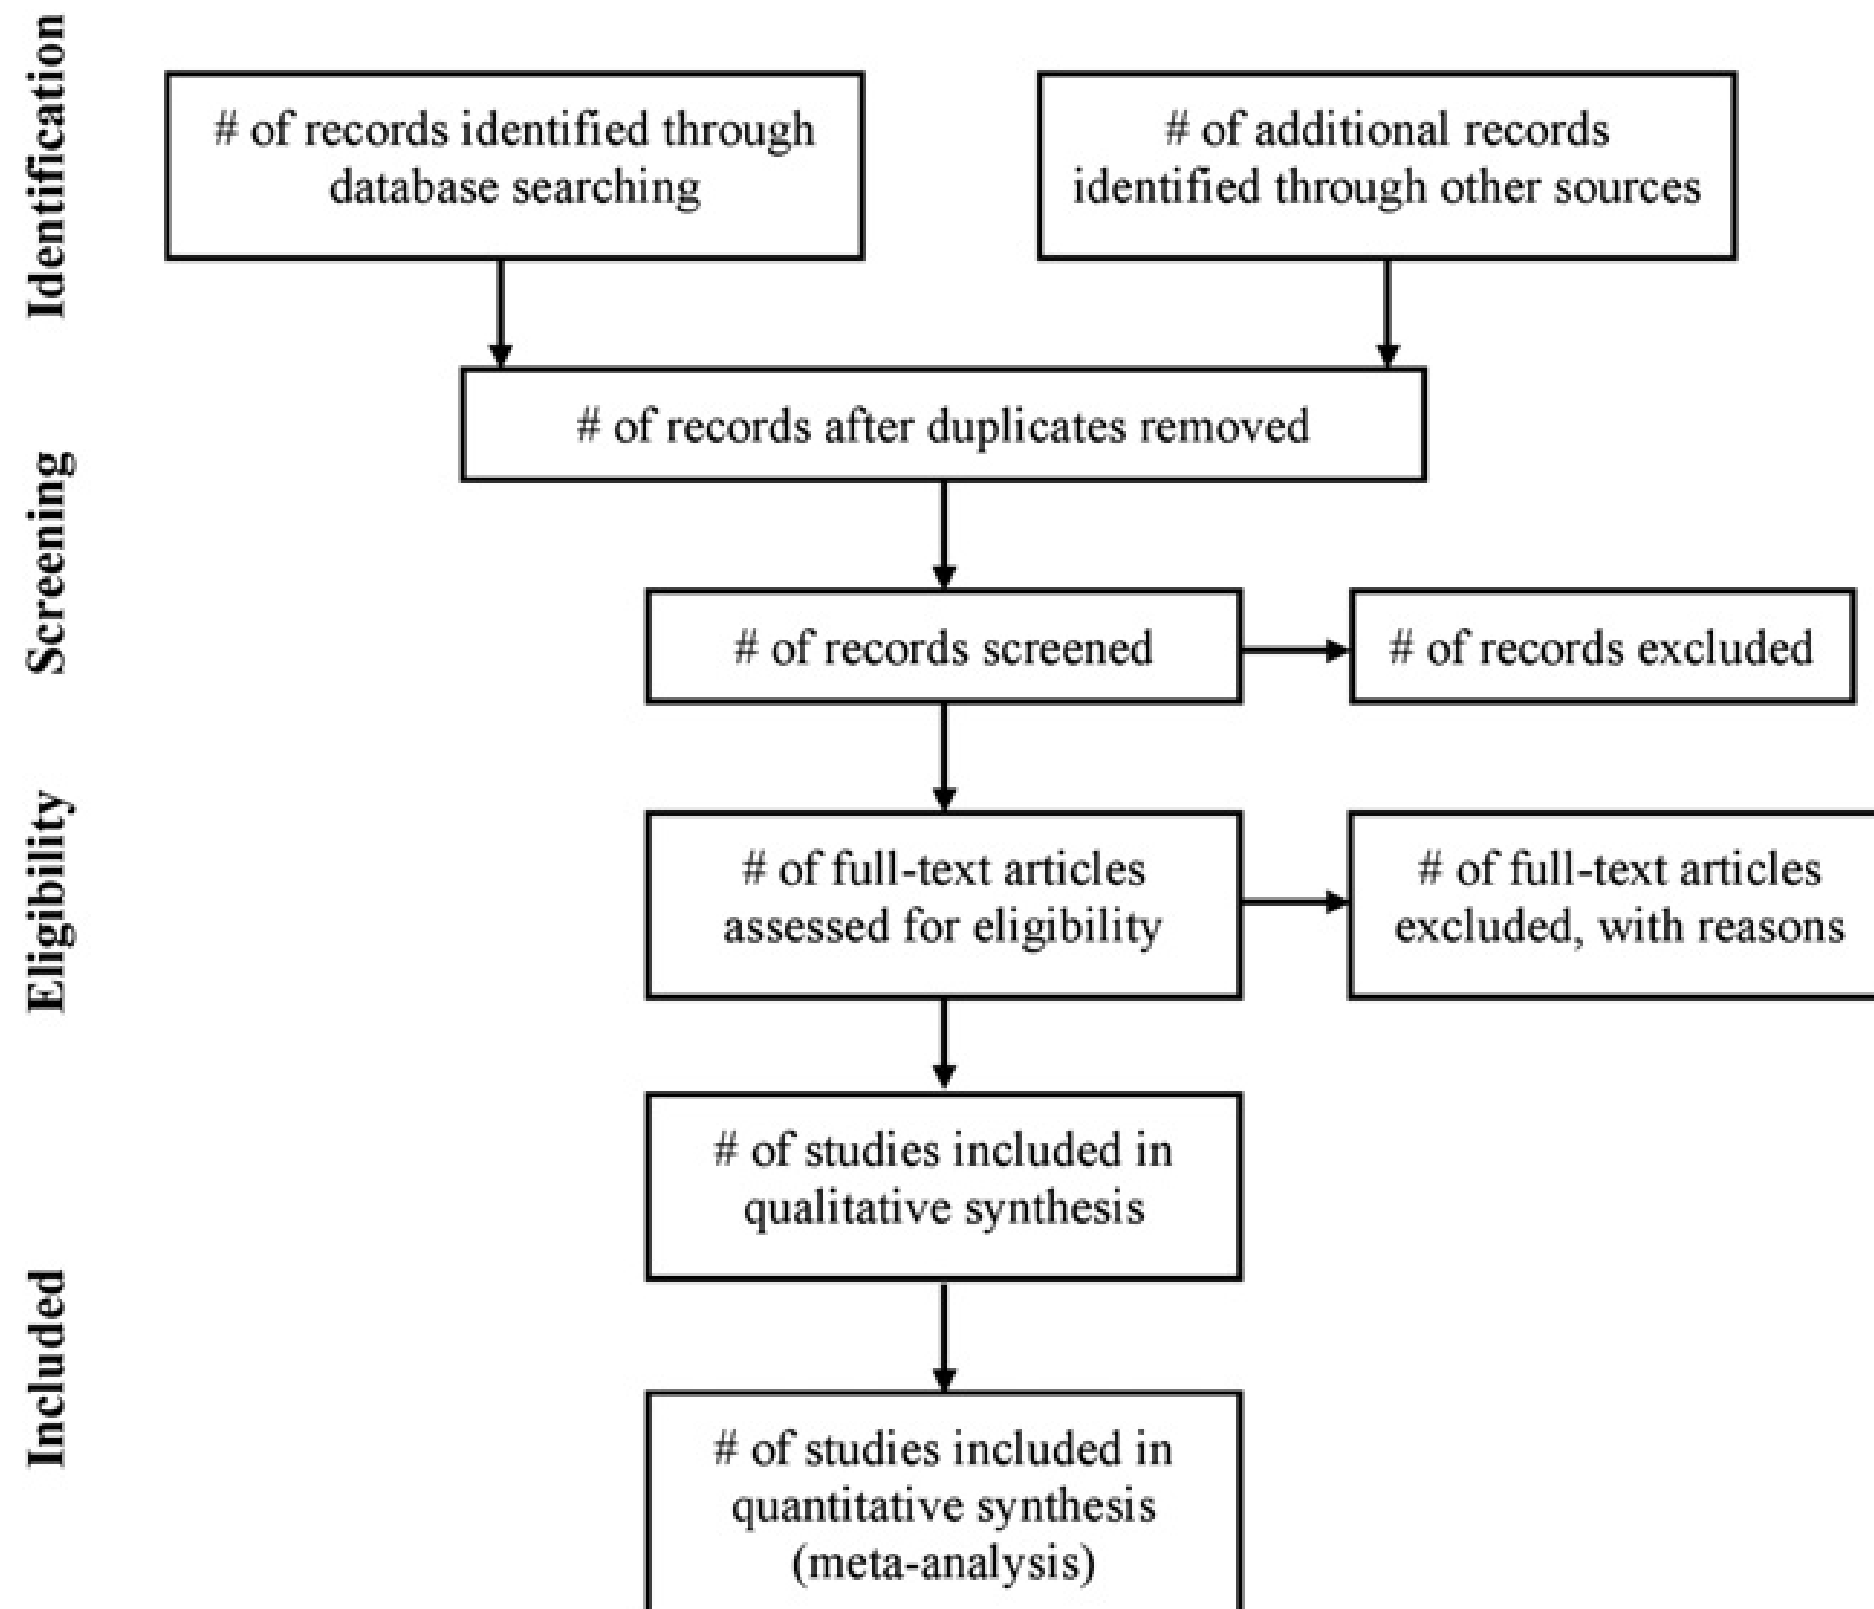 Identification
# of records identified through
database searching
# of additional records
identified through other sources
# of records after duplicates removed
Screening
# of records screened
# of records excluded
Eligibility
# of full-text articles
assessed for eligibility
# of full-text articles
excluded, with reasons
Included
# of studies included in
qualitative synthesis
# of studies included in
quantitative synthesis
(meta-analysis)